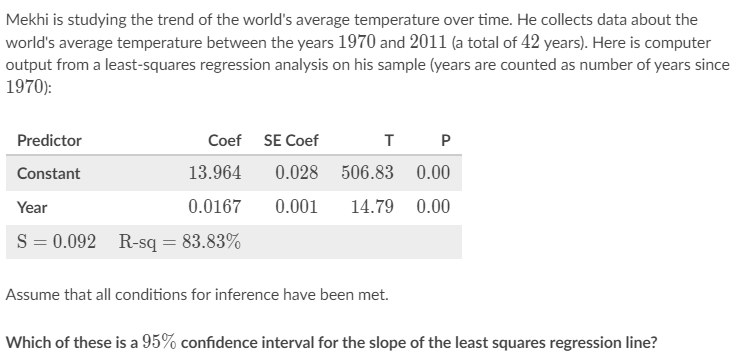 Mekhi is studying the trend of the world's average temperature over time. He collects data about the
world's average temperature between the years 1970 and 2011 (a total of 42 years). Here is computer
output from a least-squares regression analysis on his sample (years are counted as number of years since
1970):
Predictor Coef SE Coef T P
Constant 13.964 0.028 506.83 0.00
Year 0.0167 0.001 14.79 0.00
S = 0.092 R-sq = 83.83%
Assume that all conditions for inference have been met.
Which of these is a 95% confidence interval for the slope of the least squares regression line?